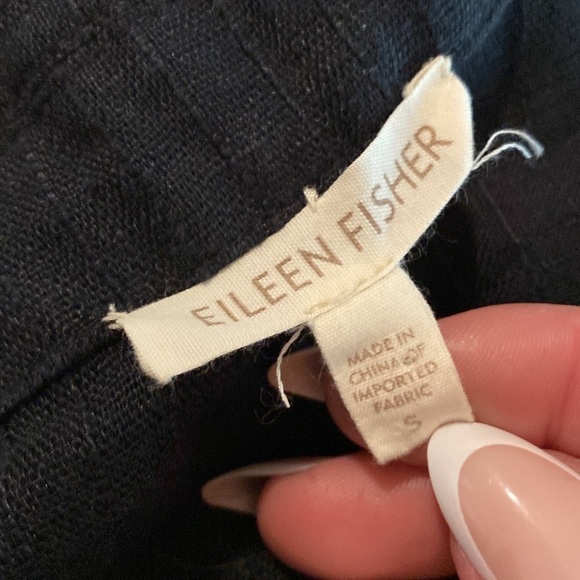 EILEEN FISHER
MADE IN
CHINA OF
IMPORTED
FABRIC
S